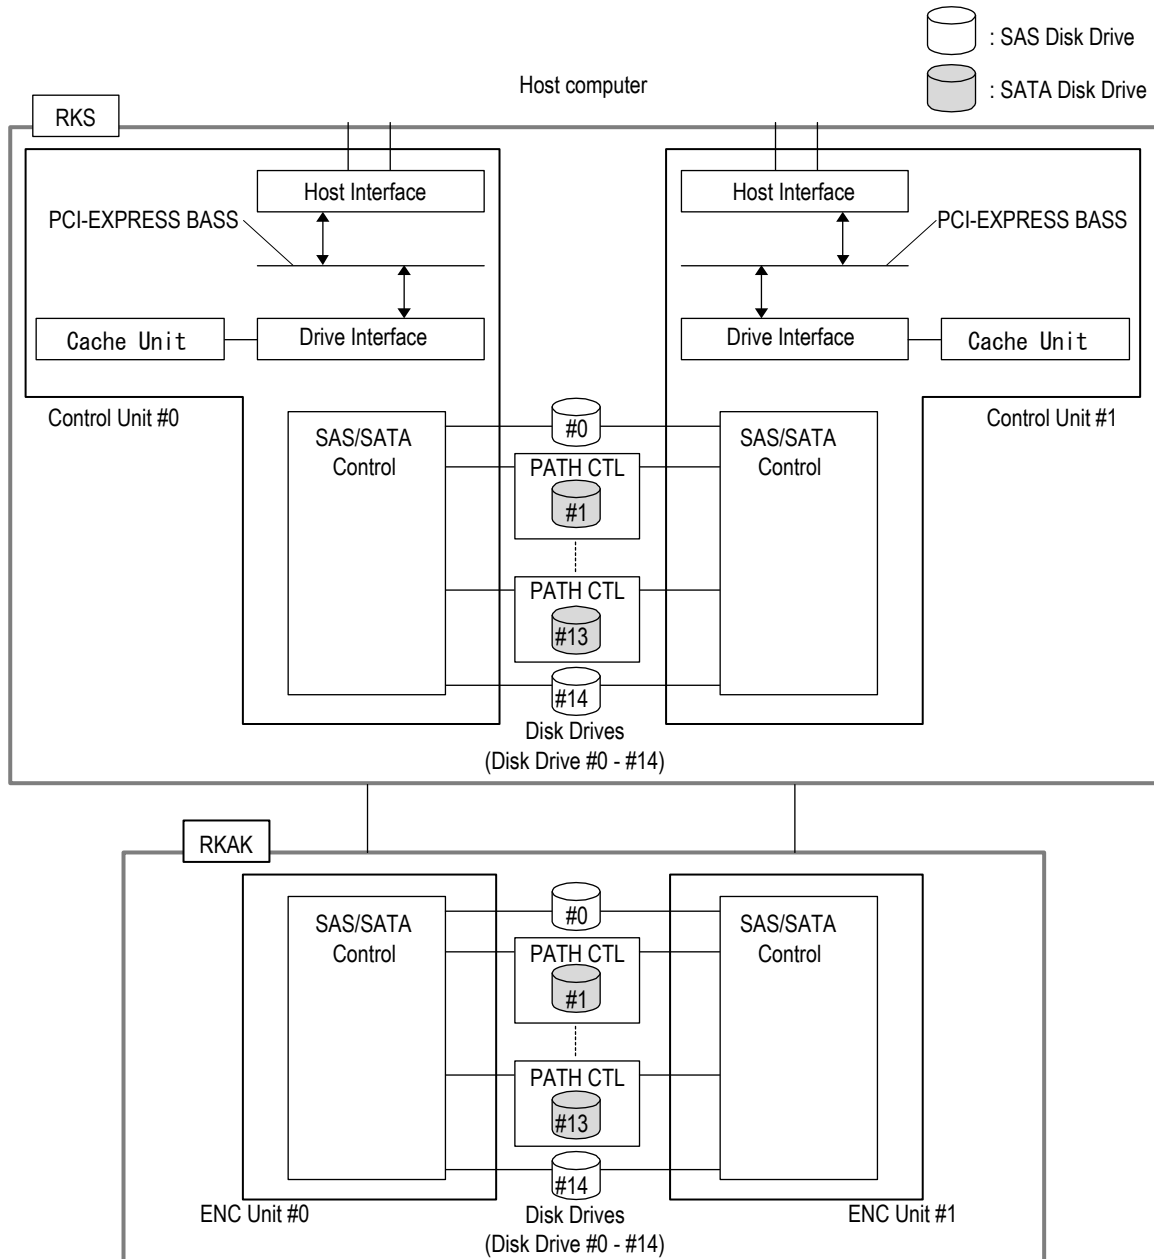 : SAS Disk Drive
: SATA Disk Drive
Host computer
RKS
Host Interface
Host Interface
PCI-EXPRESS BASS
PCI-EXPRESS BASS
Cache Unit
Drive Interface
Drive Interface
Cache Unit
Control Unit #0
Control Unit #1
SAS/SATA
Control
#0
SAS/SATA
Control
PATH CTL
#1
PATH CTL
#13
#14
Disk Drives
(Disk Drive #0 - #14)
RKAK
SAS/SATA
Control
#0
SAS/SATA
Control
PATH CTL
#1
PATH CTL
#13
#14
ENC Unit #0
Disk Drives
(Disk Drive #0 - #14)
ENC Unit #1